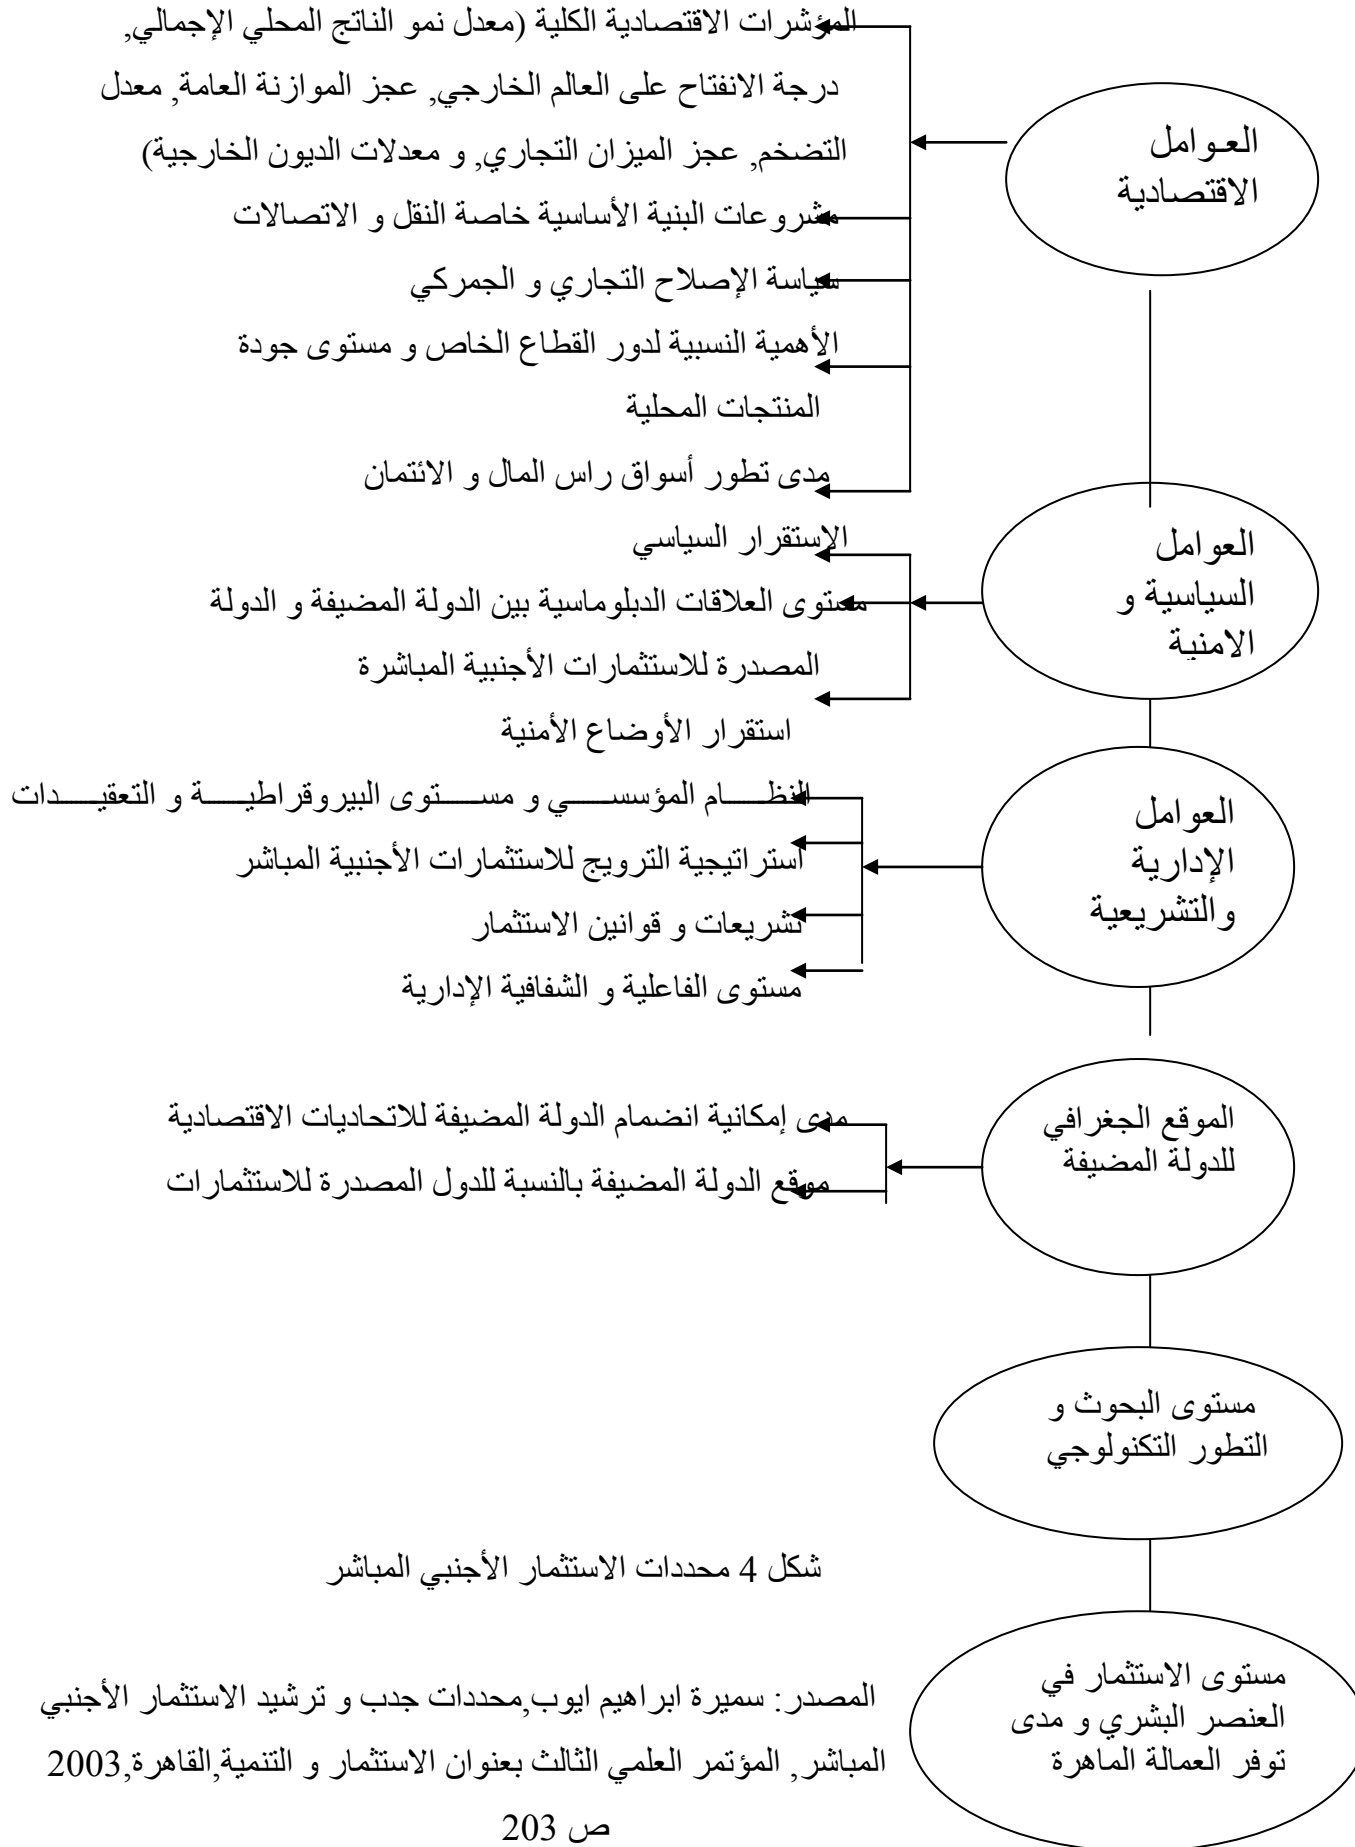 العوامل
الاقتصادية
المؤشرات الاقتصادية الكلية (معدل نمو الناتج المحلي الإجمالي,
درجة الانفتاح على العالم الخارجي, عجز الموازنة العامة, معدل
التضخم, عجز الميزان التجاري, و معدلات الديون الخارجية)
مشروعات البنية الأساسية خاصة النقل و الاتصالات
سياسة الإصلاح التجاري و الجمركي
الأهمية النسبية لدور القطاع الخاص و مستوى جودة
المنتجات المحلية
مدى تطور أسواق راس المال و الائتمان
العوامل
السياسية و
الامنية
الاستقرار السياسي
مستوى العلاقات الدبلوماسية بين الدولة المضيفة و الدولة
المصدرة للاستثمارات الأجنبية المباشرة
استقرار الأوضاع الأمنية
العوامل
الإدارية
والتشريعية
النظـــام المؤسســـي و مســـتوى البيروقراطيـــة و التعقيـــدات
استراتيجية الترويج للاستثمارات الأجنبية المباشر
تشريعات و قوانين الاستثمار
مستوى الفاعلية و الشفافية الإدارية
الموقع الجغرافي
للدولة المضيفة
مدى إمكانية انضمام الدولة المضيفة للاتحاديات الاقتصادية
موقع الدولة المضيفة بالنسبة للدول المصدرة للاستثمارات
مستوى البحوث و
التطور التكنولوجي
شكل 4 محددات الاستثمار الأجنبي المباشر
مستوى الاستثمار في
العنصر البشري و مدى
توفر العمالة الماهرة
المصدر: سميرة ابراهيم ايوب,محددات جدب و ترشيد الاستثمار الأجنبي
المباشر, المؤتمر العلمي الثالث بعنوان الاستثمار و التنمية,القاهرة,2003
ص 203